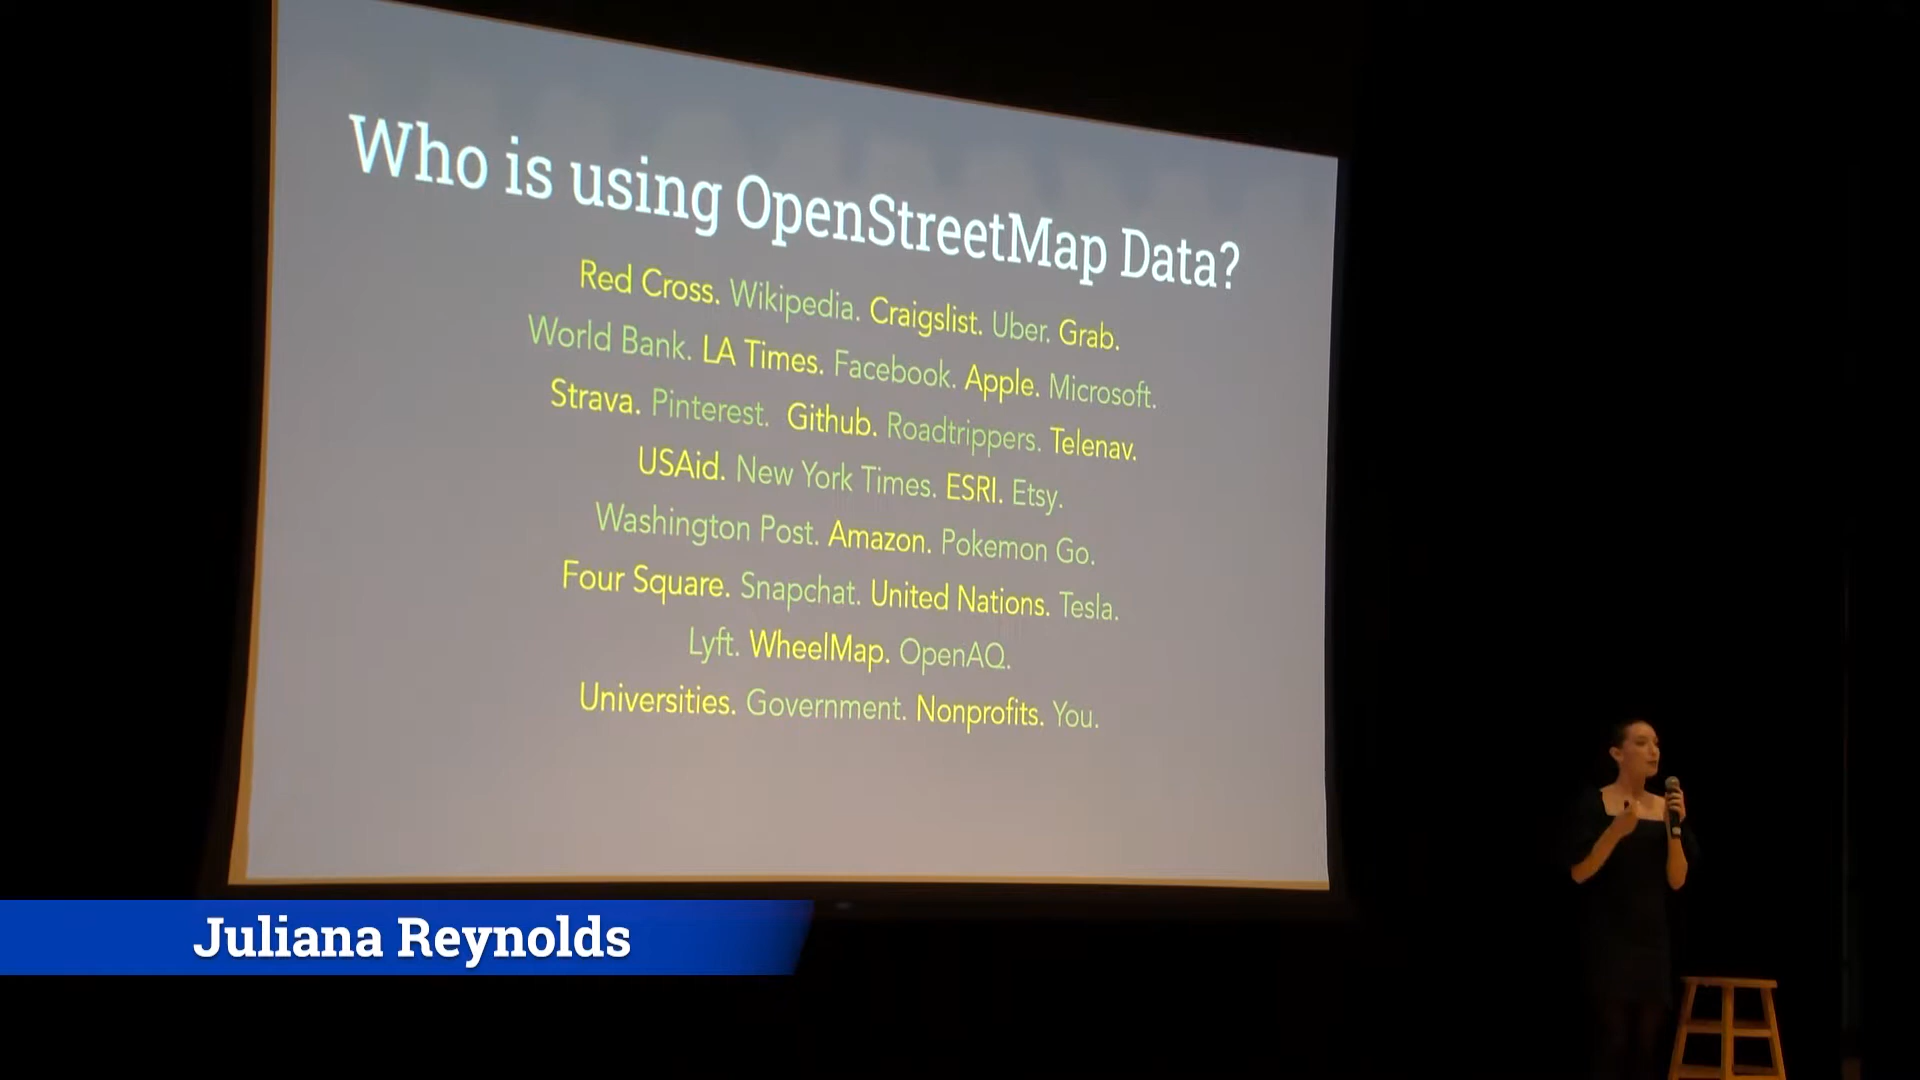 Who is using OpenStreetMap Data?
Red Cross. Wikipedia. Craigslist. Uber. Grab.
World Bank. LA Times. Facebook. Apple. Microsoft.
Strava. Pinterest. Github. Roadtrippers. Telenav.
USAid. New York Times. ESRI. Etsy.
Washington Post. Amazon. Pokemon Go.
Four Square. Snapchat. United Nations. Tesla.
Lyft. WheelMap. OpenAQ.
Universities. Government. Nonprofits. You.
Juliana Reynolds